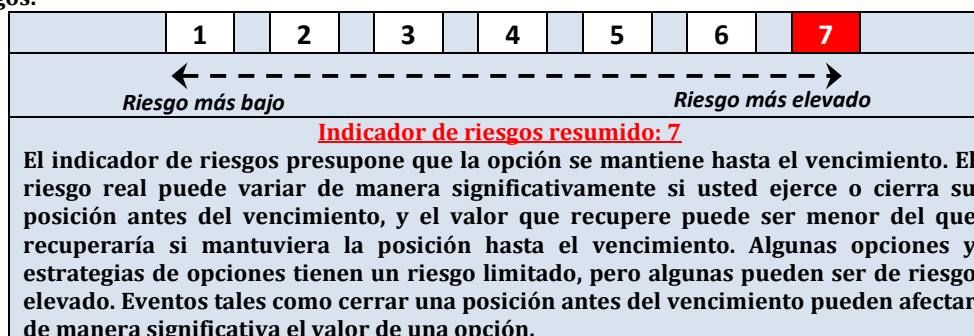 gos:
1 2 3 4 5 6 7
Riesgo más bajo Riesgo más elevado
Indicador de riesgos resumido: 7
El indicador de riesgos presupone que la opción se mantiene hasta el vencimiento. El
riesgo real puede variar de manera significativamente si usted ejerce o cierra su
posición antes del vencimiento, y el valor que recupere puede ser menor del que
recuperaría si mantuviera la posición hasta el vencimiento. Algunas opciones y
estrategias de opciones tienen un riesgo limitado, pero algunas pueden ser de riesgo
elevado. Eventos tales como cerrar una posición antes del vencimiento pueden afectar
de manera significativa el valor de una opción.